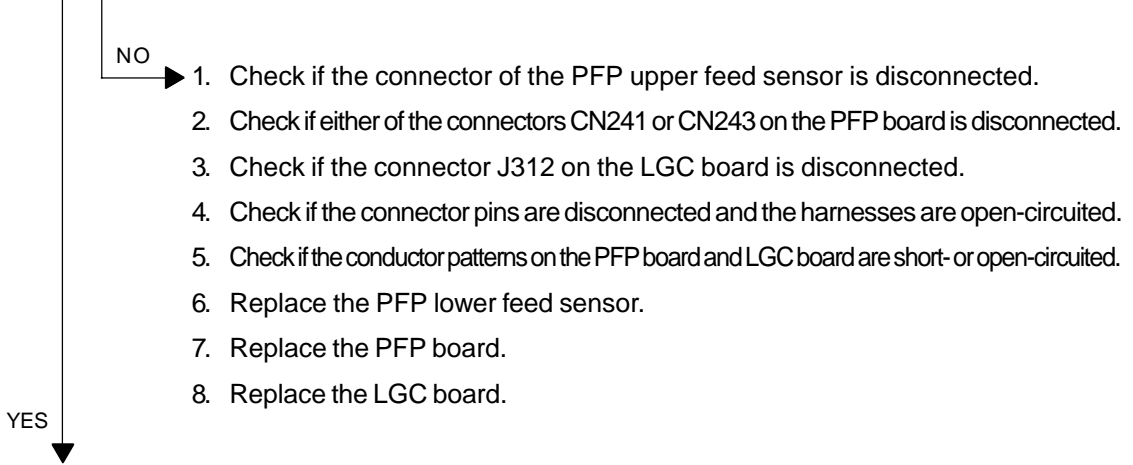 NO
1. Check if the connector of the PFP upper feed sensor is disconnected.
2. Check if either of the connectors CN241 or CN243 on the PFP board is disconnected.
3. Check if the connector J312 on the LGC board is disconnected.
4. Check if the connector pins are disconnected and the harnesses are open-circuited.
5. Check if the conductor patterns on the PFP board and LGC board are short- or open-circuited.
6. Replace the PFP lower feed sensor.
7. Replace the PFP board.
8. Replace the LGC board.
YES